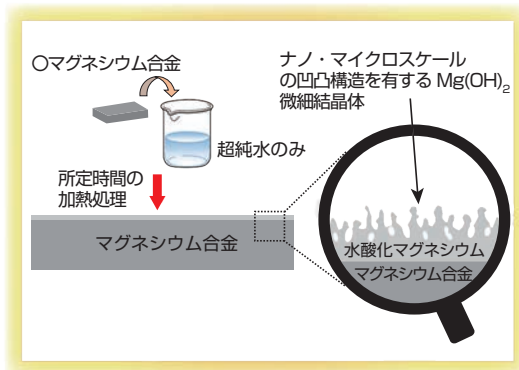 ○マグネシウム合金
超純水のみ
所定時間の
加熱処理
マグネシウム合金
ナノ・マイクロスケール
の凹凸構造を有する Mg(OH)₂
微細結晶体
水酸化マグネシウム
マグネシウム合金